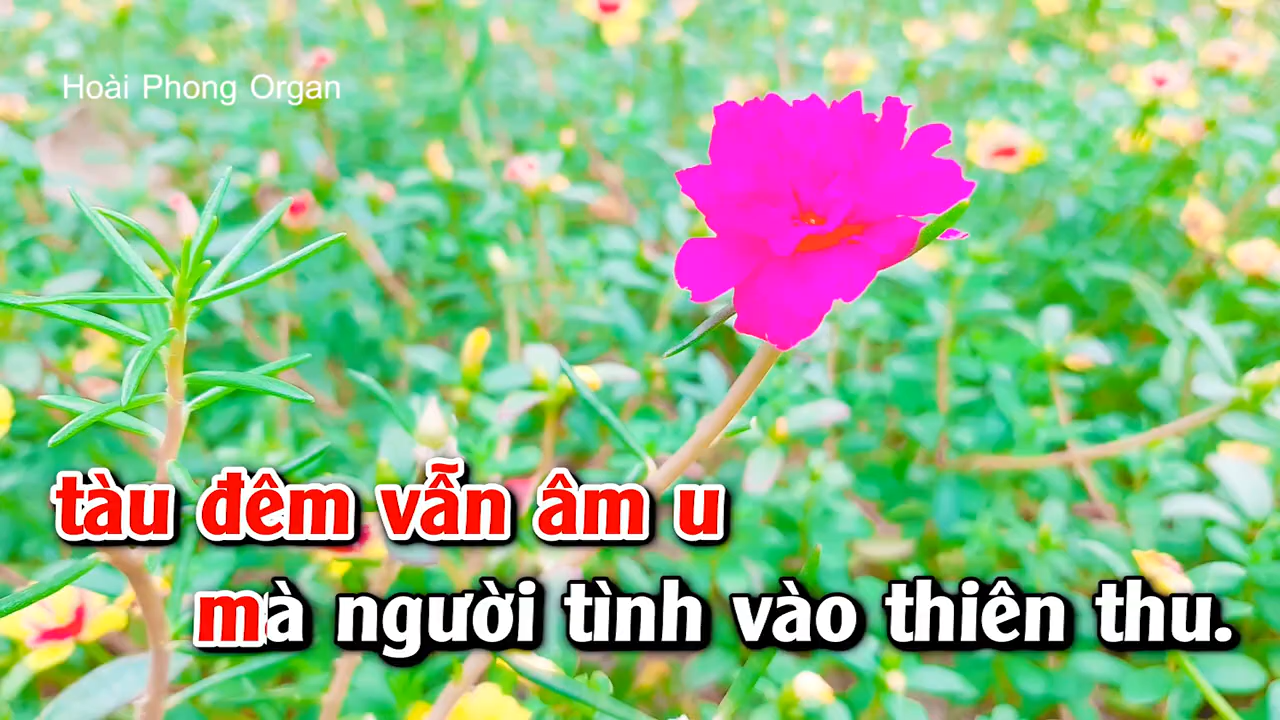 Hoài Phong Organ
tàu đêm vẫn âm u
mà người tình vào thiên thu.